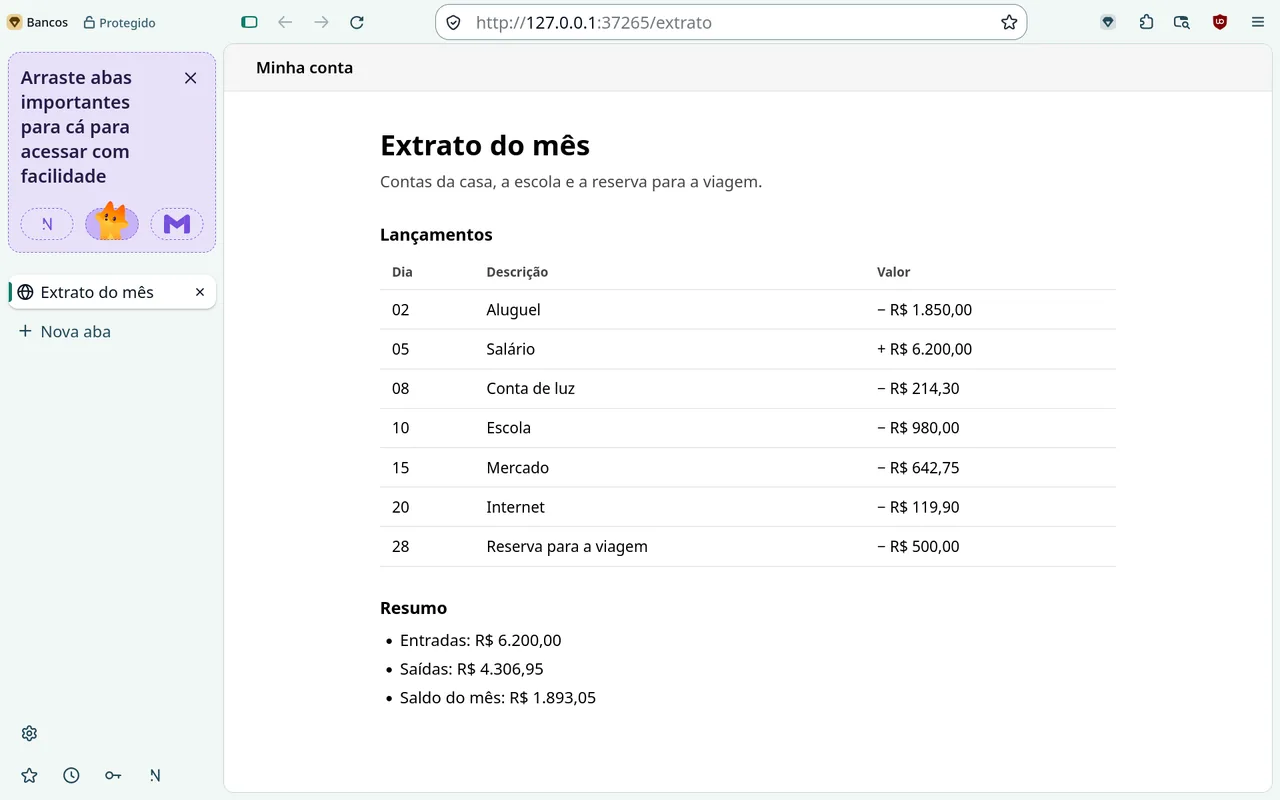 Bancos
Protegido
http://127.0.0.1:37265/extrato
Arraste abas
importantes
para cá para
acessar com
facilidade
Extrato do mês
Nova aba
Minha conta
Extrato do mês
Contas da casa, a escola e a reserva para a viagem.
Lançamentos
Dia Descrição Valor
02 Aluguel − R$ 1.850,00
05 Salário + R$ 6.200,00
08 Conta de luz − R$ 214,30
10 Escola − R$ 980,00
15 Mercado − R$ 642,75
20 Internet − R$ 119,90
28 Reserva para a viagem − R$ 500,00
Resumo
• Entradas: R$ 6.200,00
• Saídas: R$ 4.306,95
• Saldo do mês: R$ 1.893,05